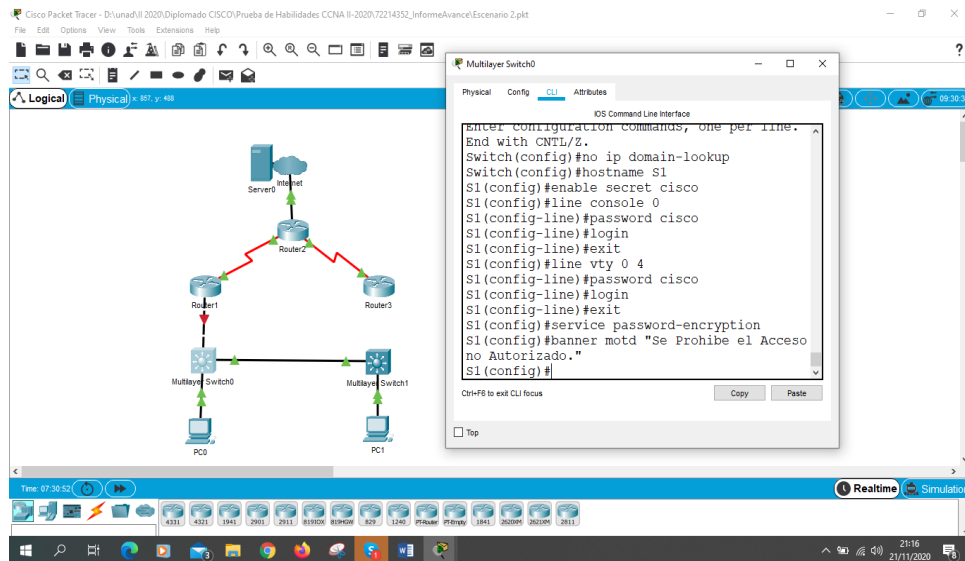 Cisco Packet Tracer - D:\unad\II 2020\Diplomado CISCO\Prueba de Habilidades CCNA II-2020\72214352_InformeAvance\Escenario 2.pkt
File Edit Options View Tools Extensions Help
?
Logical
Physical x: 857, y: 488
09:30:3
Server0
Internet
Router2
Router1
Router3
Multilayer Switch0
Multilayer Switch1
PC0
PC1
Multilayer Switch0
Physical Config CLI Attributes
IOS Command Line Interface
Enter configuration commands, one per line.
End with CNTL/Z.
Switch(config)#no ip domain-lookup
Switch(config)#hostname S1
S1(config)#enable secret cisco
S1(config)#line console 0
S1(config-line)#password cisco
S1(config-line)#login
S1(config-line)#exit
S1(config)#line vty 0 4
S1(config-line)#password cisco
S1(config-line)#login
S1(config-line)#exit
S1(config)#service password-encryption
S1(config)#banner motd "Se Prohibe el Acceso
no Autorizado."
S1(config)#
Ctrl+F6 to exit CLI focus
Copy
Paste
Top
Time: 07:30:52
Realtime
Simulation
4331 4321 1941 2901 2911 819IOX 819HGW 829 1240 PT-Router PT-Empty 1841 2620XM 2621XM 2811
21:16
21/11/2020